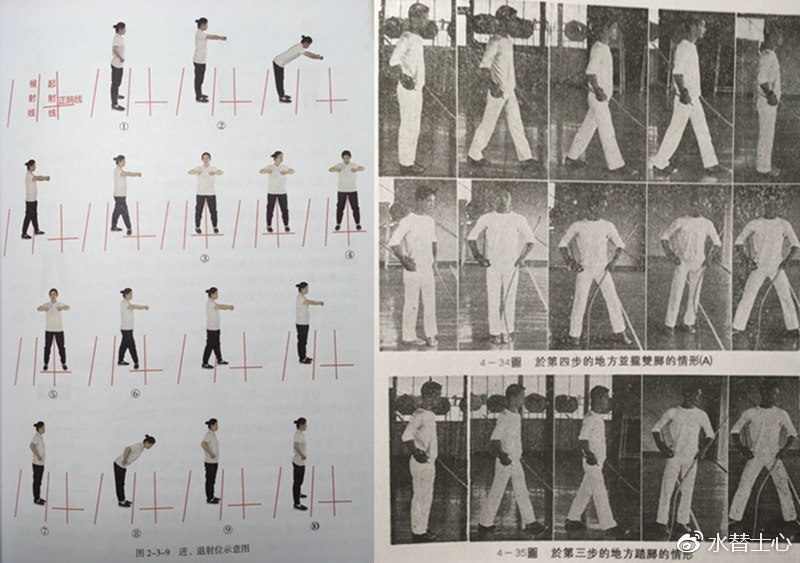 候射线
起射线
正鹄线
①
②
③
④
⑤
⑥
⑦
⑧
⑨
⑩
图 2-3-9 进、退射位示意图
4—34圖 於第四步的地方並攏雙腳的情形(A)
4—35圖 於第三步的地方踏腳的情形
水替士心